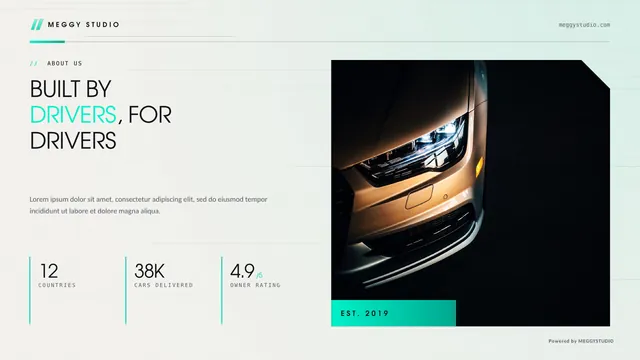 MEGGY STUDIO
meggystudio.com
// ABOUT US
BUILT BY
DRIVERS, FOR
DRIVERS
Lorem ipsum dolor sit amet, consectetur adipiscing elit, sed do eiusmod tempor
incididunt ut labore et dolore magna aliqua.
12
COUNTRIES
38K
CARS DELIVERED
4.9 /5
OWNER RATING
EST. 2019
Powered by MEGGYSTUDIO